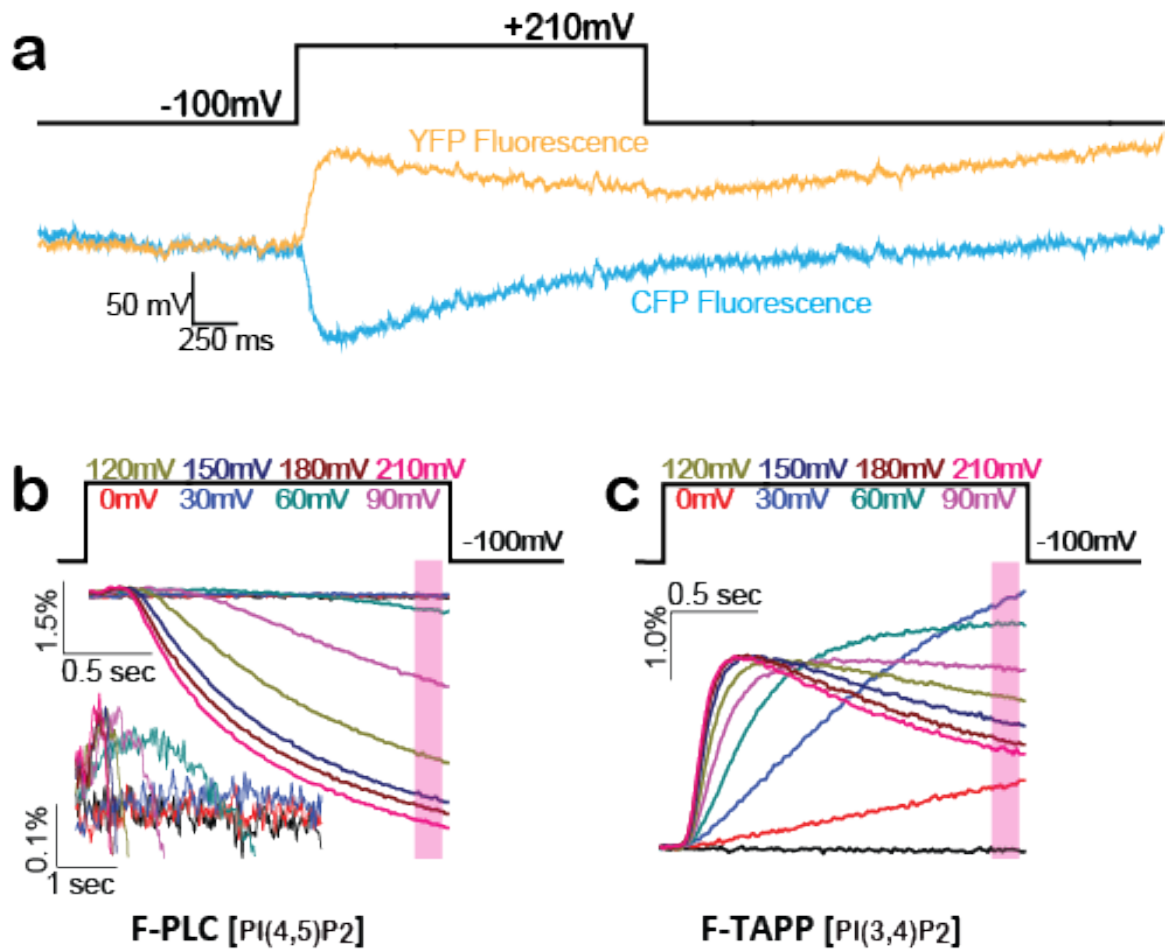 a
+210mV
-100mV
YFP Fluorescence
50 mV
250 ms
CFP Fluorescence
b
120mV 150mV 180mV 210mV
0mV 30mV 60mV 90mV
-100mV
1.5%
0.5 sec
0.1%
1 sec
F-PLC [PI(4,5)P2]
c
120mV 150mV 180mV 210mV
0mV 30mV 60mV 90mV
-100mV
0.5 sec
1.0%
F-TAPP [PI(3,4)P2]